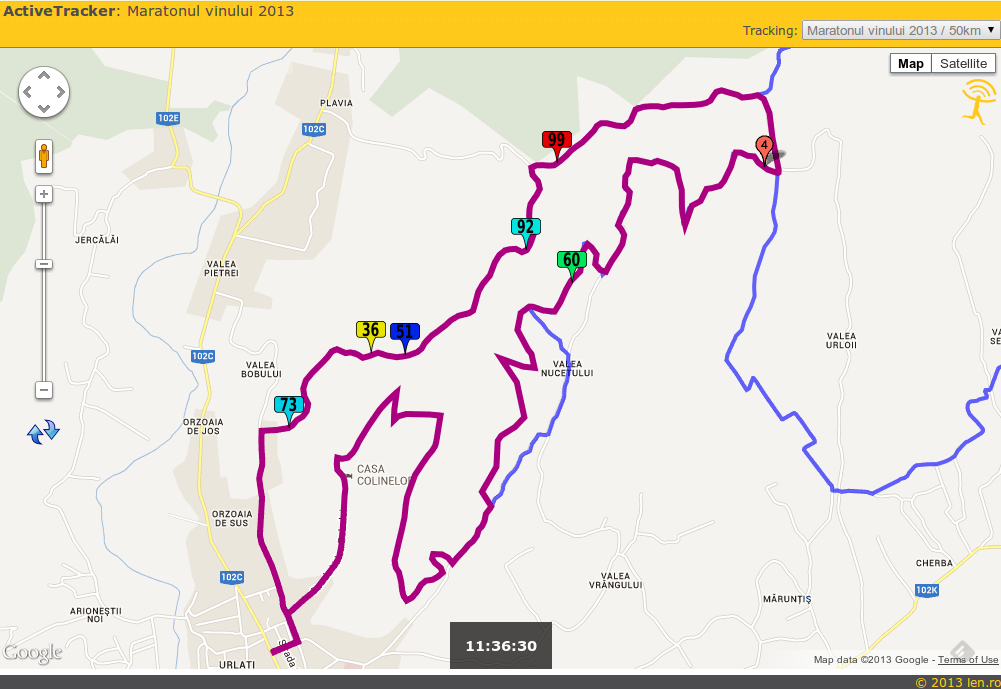 ActiveTracker: Maratonul vinului 2013
Tracking: Maratonul vinului 2013 / 50km
Map Satellite
PLAVIA
102E
102C
99
4
92
JERCĂLĂI
60
VALEA
PIETREI
36
51
102C
VALEA
BOBULUI
VALEA
NUCETULUI
VALEA
URLOII
VA
SE
73
ORZOAIA
DE JOS
CASA
COLINELOR
ORZOAIA
DE SUS
102C
VALEA
VRÂNGULUI
CHERBA
102K
MĂRUNȚIȘ
ARIONEȘTII
NOI
11:36:30
Google
URLATI
Map data ©2013 Google - Terms of Use
© 2013 len.ro